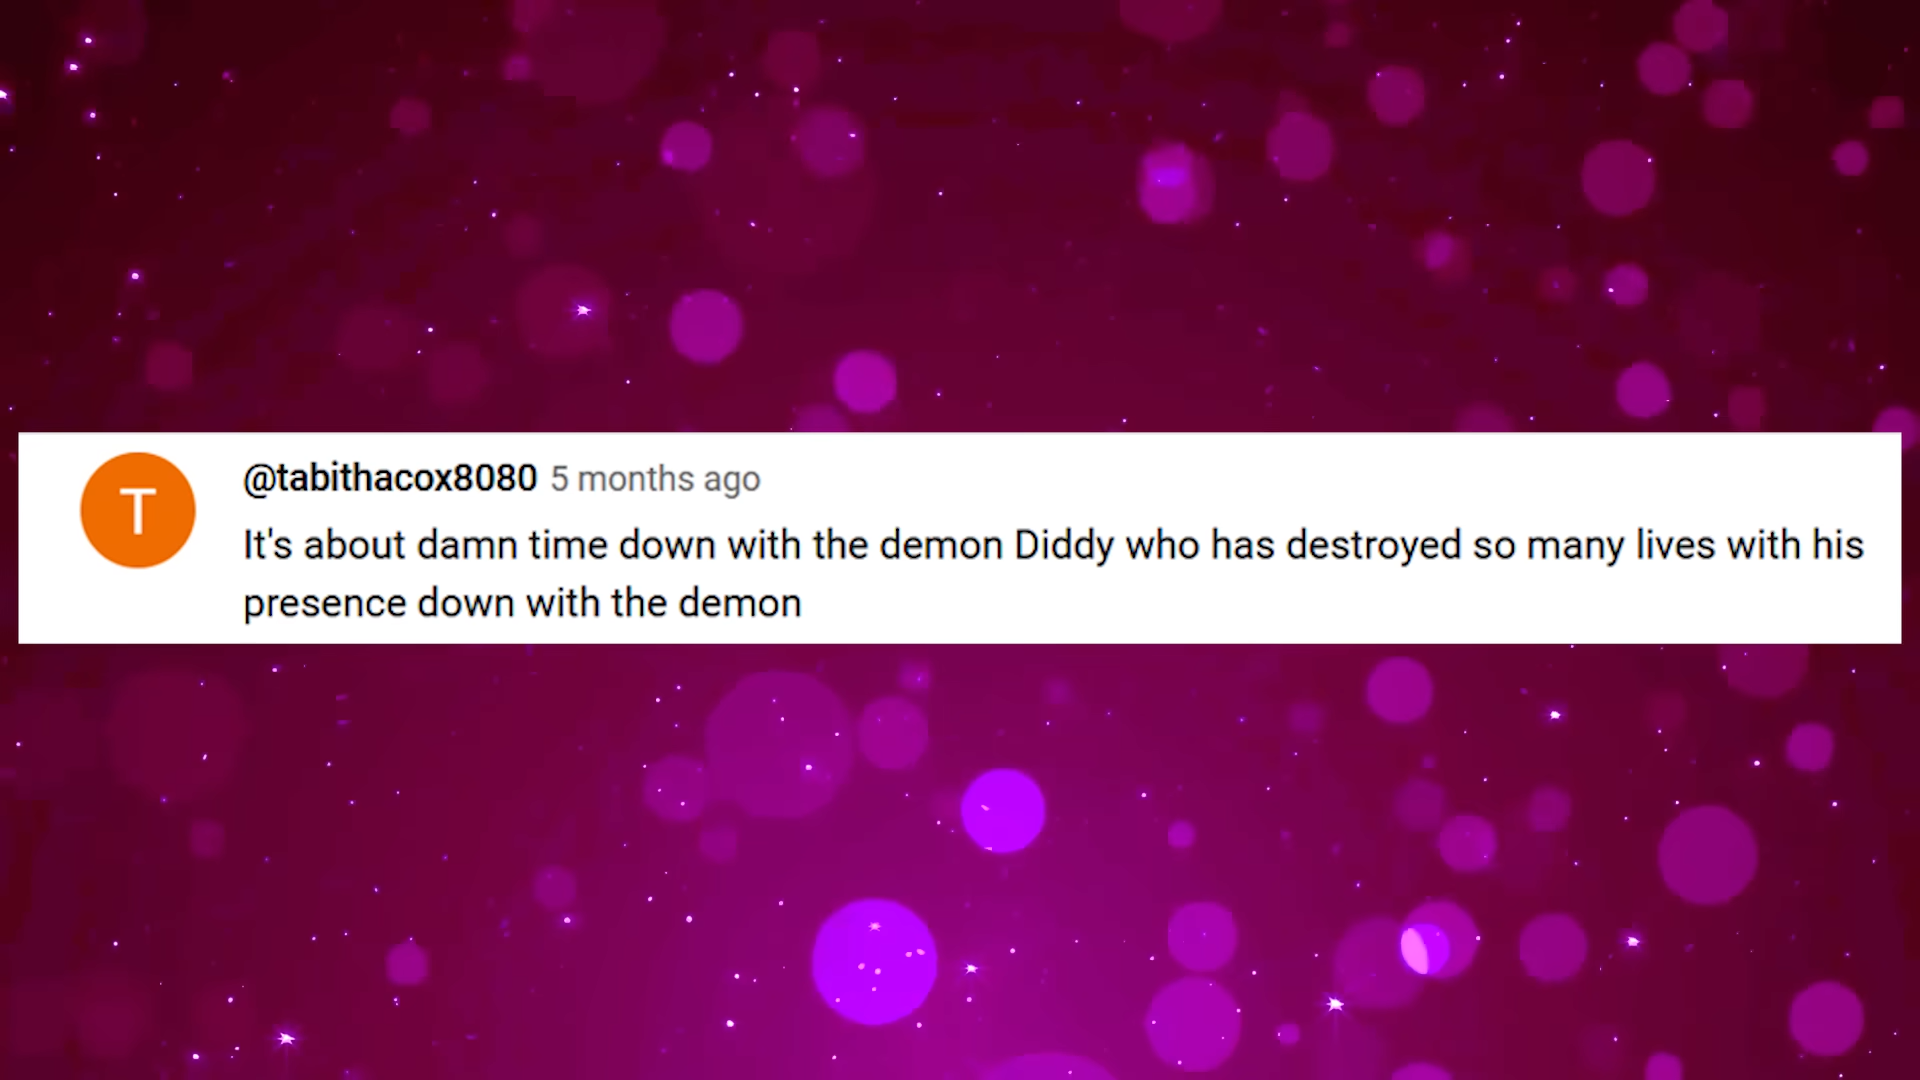 T
@tabithacox8080 5 months ago
It's about damn time down with the demon Diddy who has destroyed so many lives with his
presence down with the demon